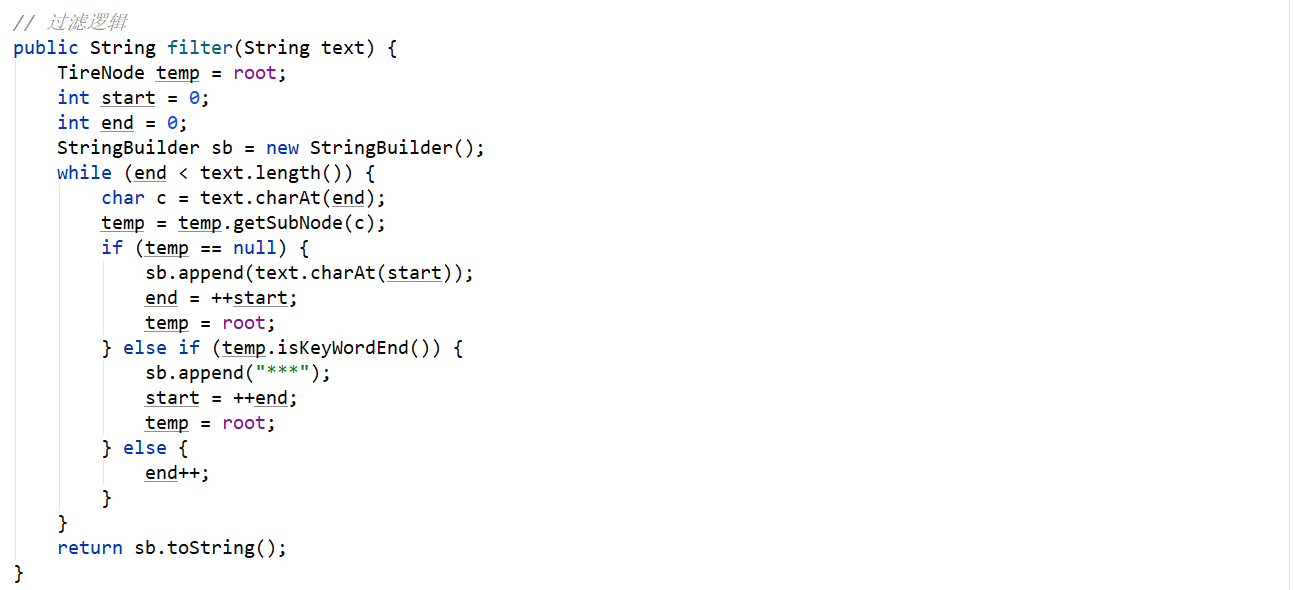 // 过滤逻辑
public String filter(String text) {
    TireNode temp = root;
    int start = 0;
    int end = 0;
    StringBuilder sb = new StringBuilder();
    while (end < text.length()) {
        char c = text.charAt(end);
        temp = temp.getSubNode(c);
        if (temp == null) {
            sb.append(text.charAt(start));
            end = ++start;
            temp = root;
        } else if (temp.isKeyWordEnd()) {
            sb.append("***");
            start = ++end;
            temp = root;
        } else {
            end++;
        }
    }
    return sb.toString();
}